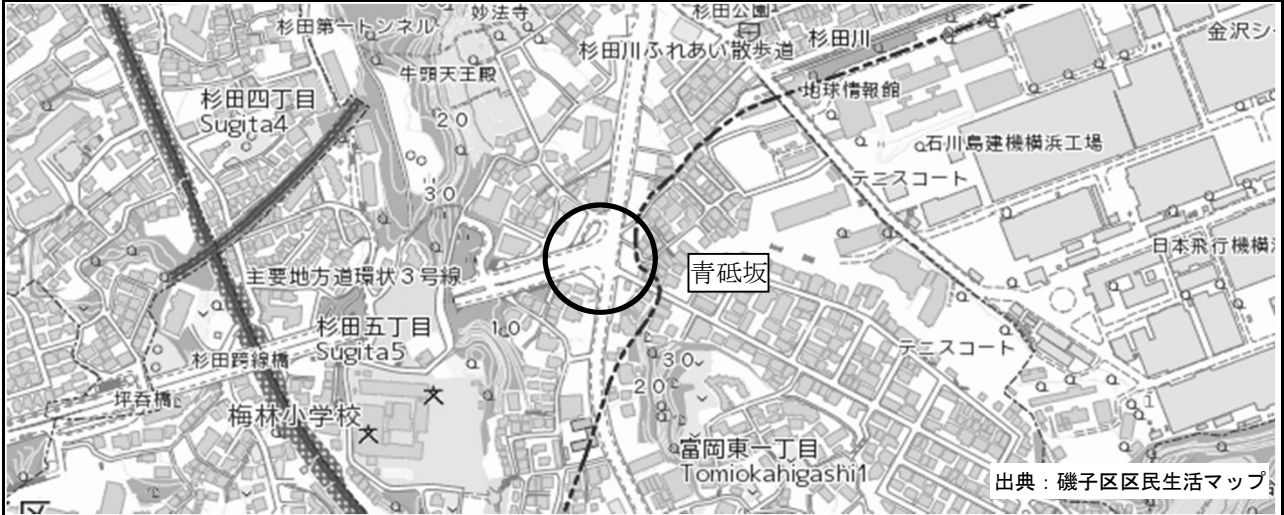 妙法寺
杉田公園
杉田第一トンネル
杉田川
金沢シ
杉田川ふれあい散歩道
牛頭天王殿
地球情報館
杉田四丁目
Sugita4
20
石川島建機横浜工場
テニスコート
30
日本飛行機横浜
主要地方道環状3号線
青砥坂
杉田五丁目
Sugita5
10
テニスコート
杉田跨線橋
30
20
坪呑橋
梅林小学校
富岡東一丁目
Tomiokahigashi1
出典:磯子区区民生活マップ
区